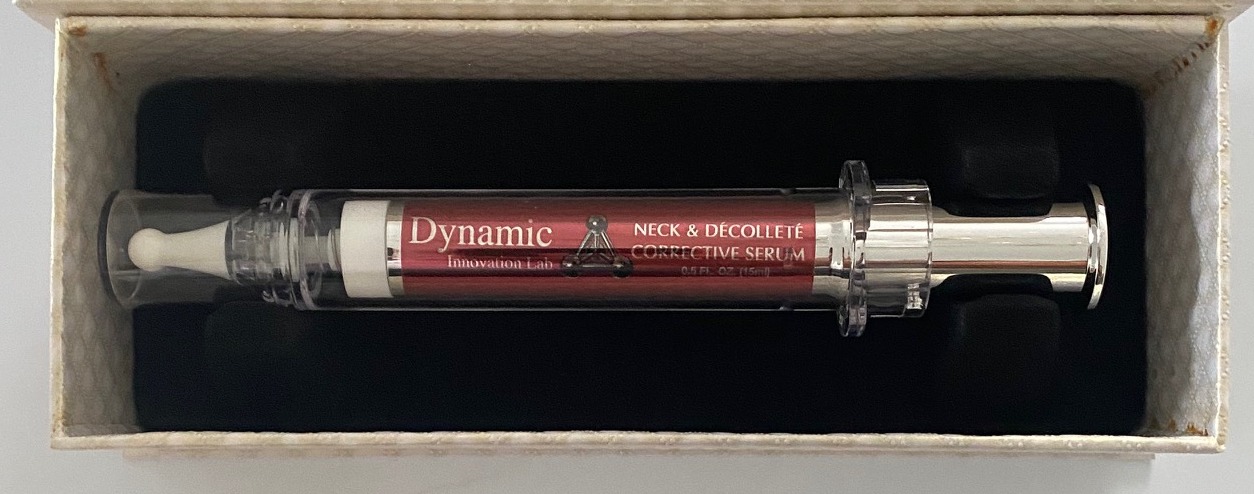 Dynamic
Innovation Lab
NECK & DÉCOLLETÉ
CORRECTIVE SERUM
0.5 FL. OZ. (15ml)